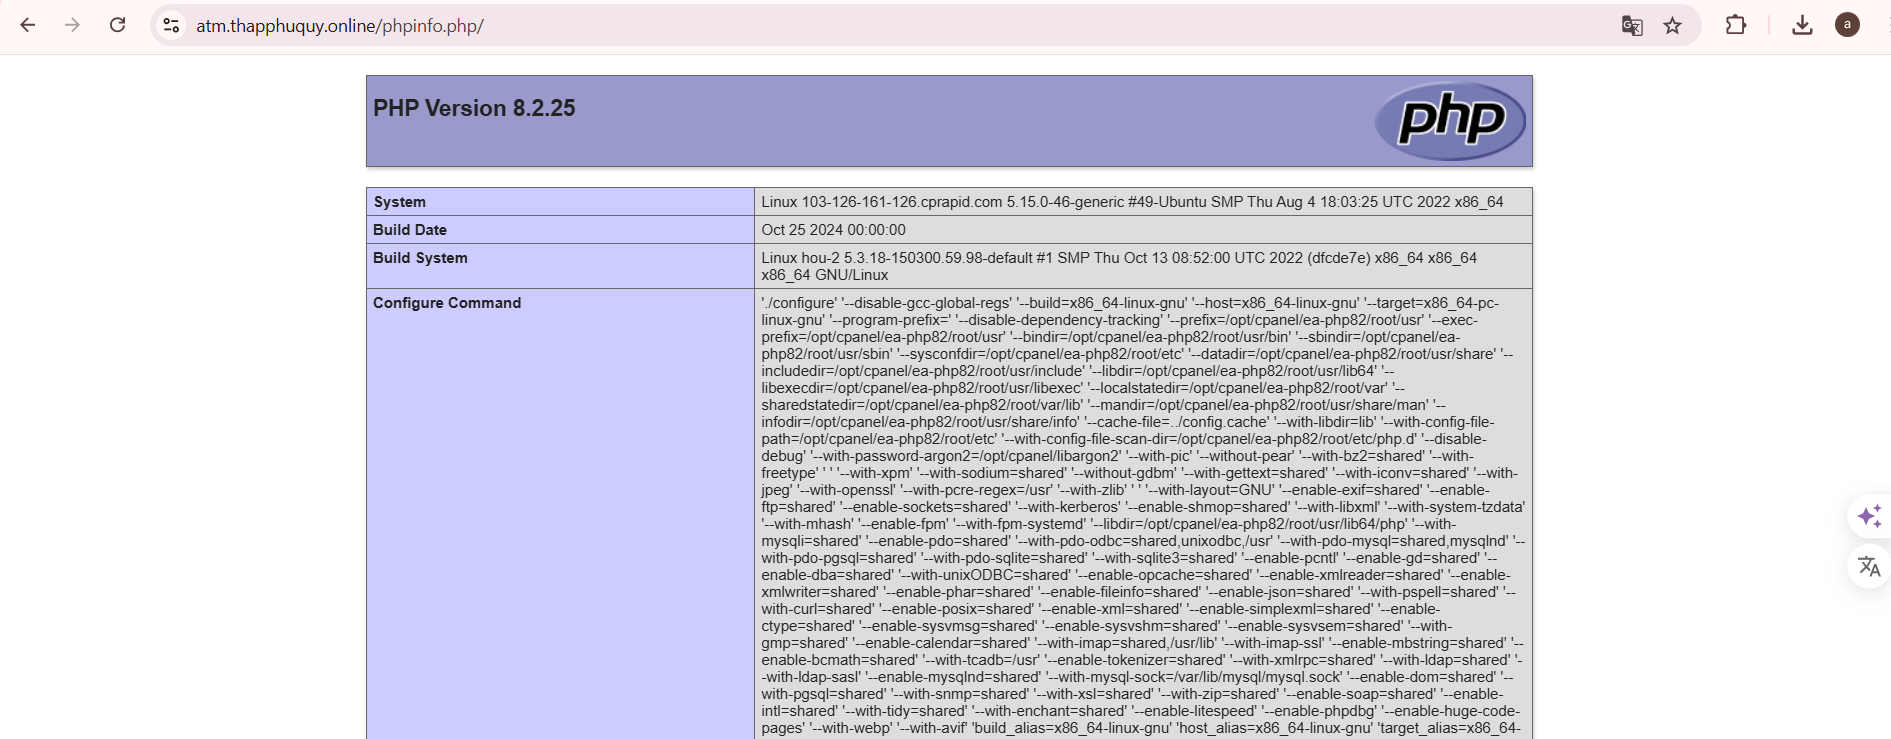 atm.thapphuquy.online/phpinfo.php/
a
PHP Version 8.2.25
php
System
Linux 103-126-161-126.cprapid.com 5.15.0-46-generic #49-Ubuntu SMP Thu Aug 4 18:03:25 UTC 2022 x86_64
Build Date
Oct 25 2024 00:00:00
Build System
Linux hou-2 5.3.18-150300.59.98-default #1 SMP Thu Oct 13 08:52:00 UTC 2022 (dfcde7e) x86_64 x86_64
x86_64 GNU/Linux
Configure Command
'./configure' '--disable-gcc-global-regs' '--build=x86_64-linux-gnu' '--host=x86_64-linux-gnu' '--target=x86_64-pc-
linux-gnu' '--program-prefix=' '--disable-dependency-tracking' '--prefix=/opt/cpanel/ea-php82/root/usr' '--exec-
prefix=/opt/cpanel/ea-php82/root/usr' '--bindir=/opt/cpanel/ea-php82/root/usr/bin' '--sbindir=/opt/cpanel/ea-
php82/root/usr/sbin' '--sysconfdir=/opt/cpanel/ea-php82/root/etc' '--datadir=/opt/cpanel/ea-php82/root/usr/share' '--
includedir=/opt/cpanel/ea-php82/root/usr/include' '--libdir=/opt/cpanel/ea-php82/root/usr/lib64' '--
libexecdir=/opt/cpanel/ea-php82/root/usr/libexec' '--localstatedir=/opt/cpanel/ea-php82/root/var' '--
sharedstatedir=/opt/cpanel/ea-php82/root/var/lib' '--mandir=/opt/cpanel/ea-php82/root/usr/share/man' '--
infodir=/opt/cpanel/ea-php82/root/usr/share/info' '--cache-file=../config.cache' '--with-libdir=lib' '--with-config-file-
path=/opt/cpanel/ea-php82/root/etc' '--with-config-file-scan-dir=/opt/cpanel/ea-php82/root/etc/php.d' '--disable-
debug' '--with-password-argon2=/opt/cpanel/libargon2' '--with-pic' '--without-pear' '--with-bz2=shared' '--with-
freetype' ' ' '--with-xpm' '--with-sodium=shared' '--without-gdbm' '--with-gettext=shared' '--with-iconv=shared' '--with-
jpeg' '--with-openssl' '--with-pcre-regex=/usr' '--with-zlib' ' ' '--with-layout=GNU' '--enable-exif=shared' '--enable-
ftp=shared' '--enable-sockets=shared' '--with-kerberos' '--enable-shmop=shared' '--with-libxml' '--with-system-tzdata'
'--with-mhash' '--enable-fpm' '--with-fpm-systemd' '--libdir=/opt/cpanel/ea-php82/root/usr/lib64/php' '--with-
mysqli=shared' '--enable-pdo=shared' '--with-pdo-odbc=shared,unixodbc,/usr' '--with-pdo-mysql=shared,mysqlnd' '--
with-pdo-pgsql=shared' '--with-pdo-sqlite=shared' '--with-sqlite3=shared' '--enable-pcntl' '--enable-gd=shared' '--
enable-dba=shared' '--with-unixODBC=shared' '--enable-opcache=shared' '--enable-xmlreader=shared' '--enable-
xmlwriter=shared' '--enable-phar=shared' '--enable-fileinfo=shared' '--enable-json=shared' '--with-pspell=shared' '--
with-curl=shared' '--enable-posix=shared' '--enable-xml=shared' '--enable-simplexml=shared' '--enable-
ctype=shared' '--enable-sysvmsg=shared' '--enable-sysvshm=shared' '--enable-sysvsem=shared' '--with-
gmp=shared' '--enable-calendar=shared' '--with-imap=shared,/usr/lib' '--with-imap-ssl' '--enable-mbstring=shared' '--
enable-bcmath=shared' '--with-tcadb=/usr' '--enable-tokenizer=shared' '--with-xmlrpc=shared' '--with-ldap=shared' '-
-with-ldap-sasl' '--enable-mysqlnd=shared' '--with-mysql-sock=/var/lib/mysql/mysql.sock' '--enable-dom=shared' '--
with-pgsql=shared' '--with-snmp=shared' '--with-xsl=shared' '--with-zip=shared' '--enable-soap=shared' '--enable-
intl=shared' '--with-tidy=shared' '--with-enchant=shared' '--enable-litespeed' '--enable-phpdbg' '--enable-huge-code-
pages' '--with-webp' '--with-avif' 'build_alias=x86_64-linux-gnu' 'host_alias=x86_64-linux-gnu' 'target_alias=x86_64-